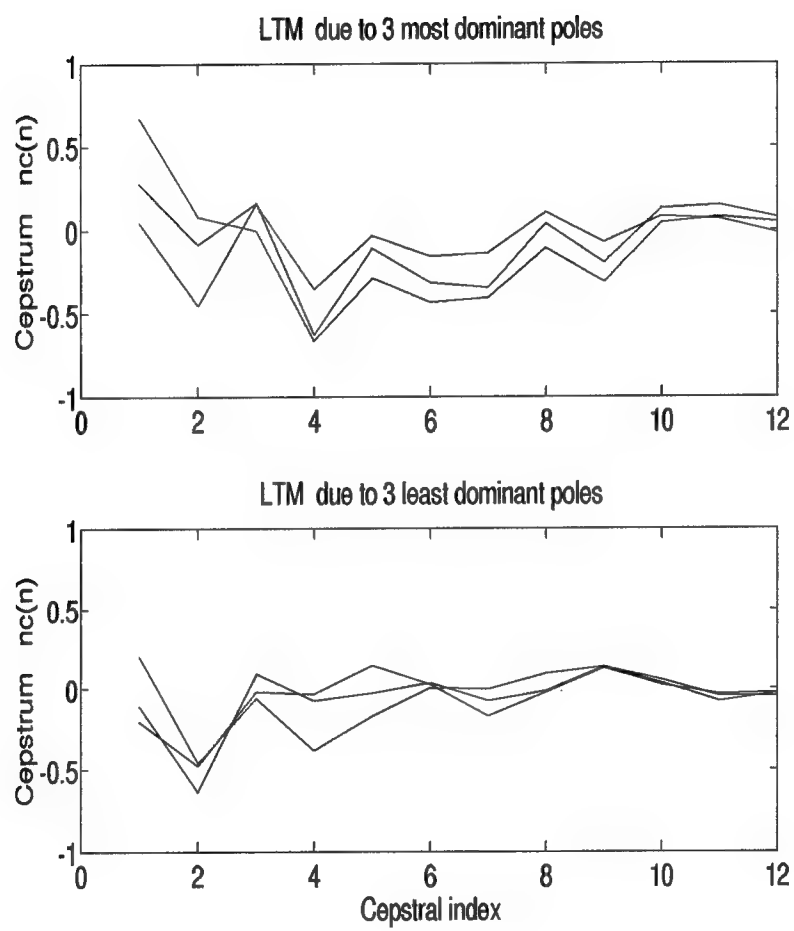 LTM due to 3 most dominant poles
Cepstrum nc(n)
1
0.5
0
-0.5
-1
0 2 4 6 8 10 12
LTM due to 3 least dominant poles
Cepstrum nc(n)
1
0.5
0
-0.5
-1
0 2 4 6 8 10 12
Cepstral index